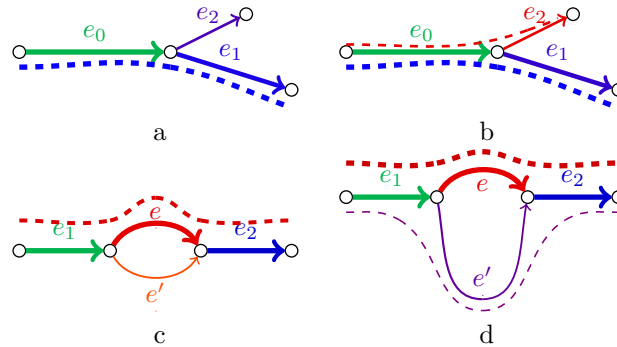 e₀ e₂ e₁
a
e₀ e₂ e₁
b
e₁ e e₂ e′
c
e₁ e e₂ e′
d